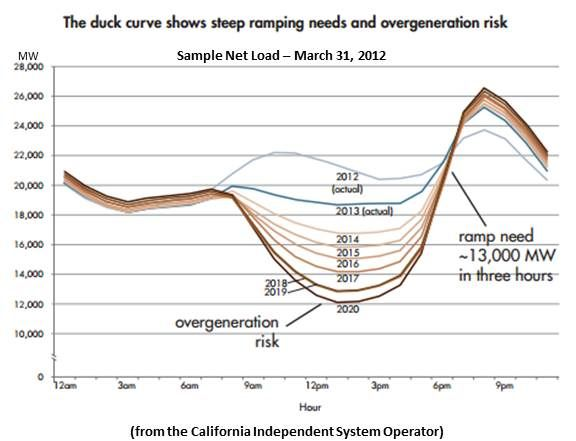 The duck curve shows steep ramping needs and overgeneration risk
MW
Sample Net Load – March 31, 2012
28,000
26,000
24,000
22,000
20,000
18,000
16,000
14,000
12,000
10,000
0
2012
(actual)
2013 (actual)
2014
2015
2016
2017
2018
2019
2020
ramp need
~13,000 MW
in three hours
overgeneration
risk
12am
3am
6am
9am
12pm
3pm
6pm
9pm
Hour
(from the California Independent System Operator)